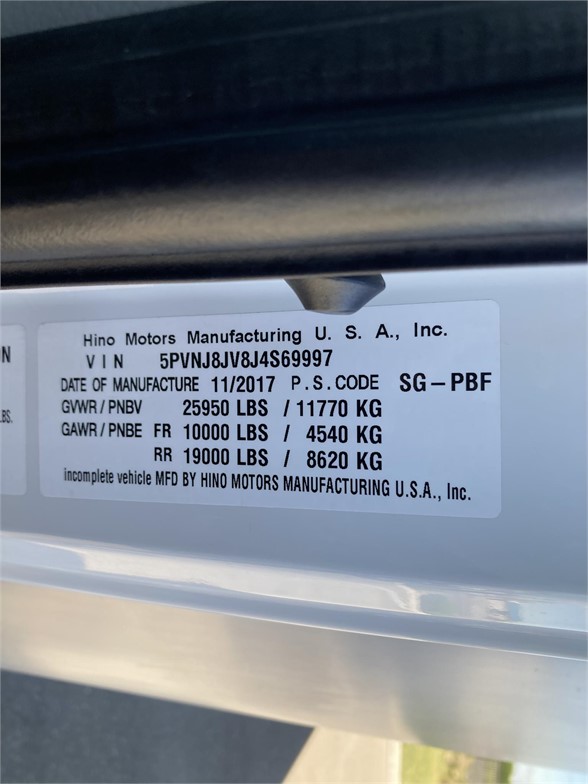 Hino Motors Manufacturing U. S. A., Inc.
VIN 5PVNJ8JV8J4S69997
DATE OF MANUFACTURE 11/2017 P.S.CODE SG-PBF
GVWR/PNBV 25950 LBS / 11770 KG
GAWR/PNBE FR 10000 LBS / 4540 KG
RR 19000 LBS / 8620 KG
incomplete vehicle MFD BY HINO MOTORS MANUFACTURING U.S.A., Inc.
LBS.